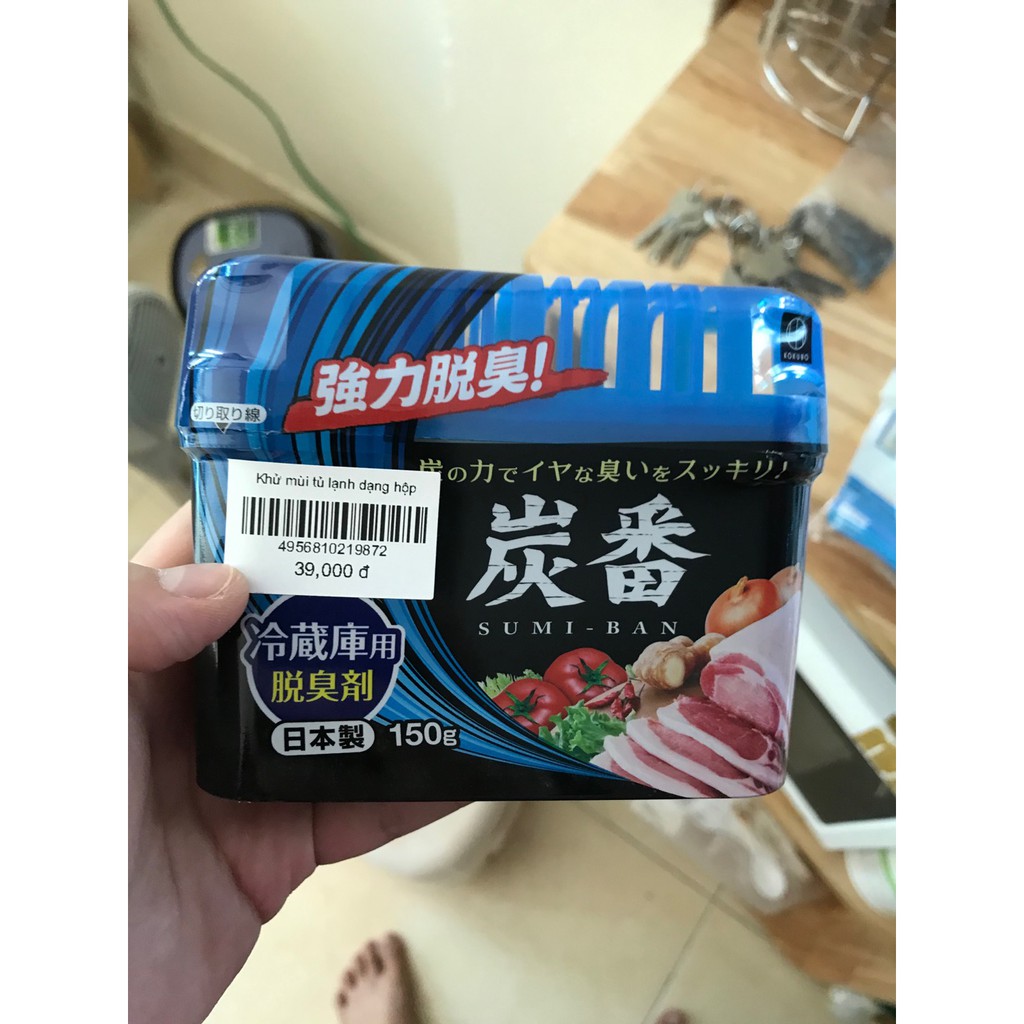 KOKUBO
強力脱臭!
切り取り線
炭の力でイヤな臭いをスッキリ!
Khử mùi tủ lạnh dạng hộp
4956810219872
39,000 đ
炭番
SUMI-BAN
冷蔵庫用
脱臭剤
日本製 150g